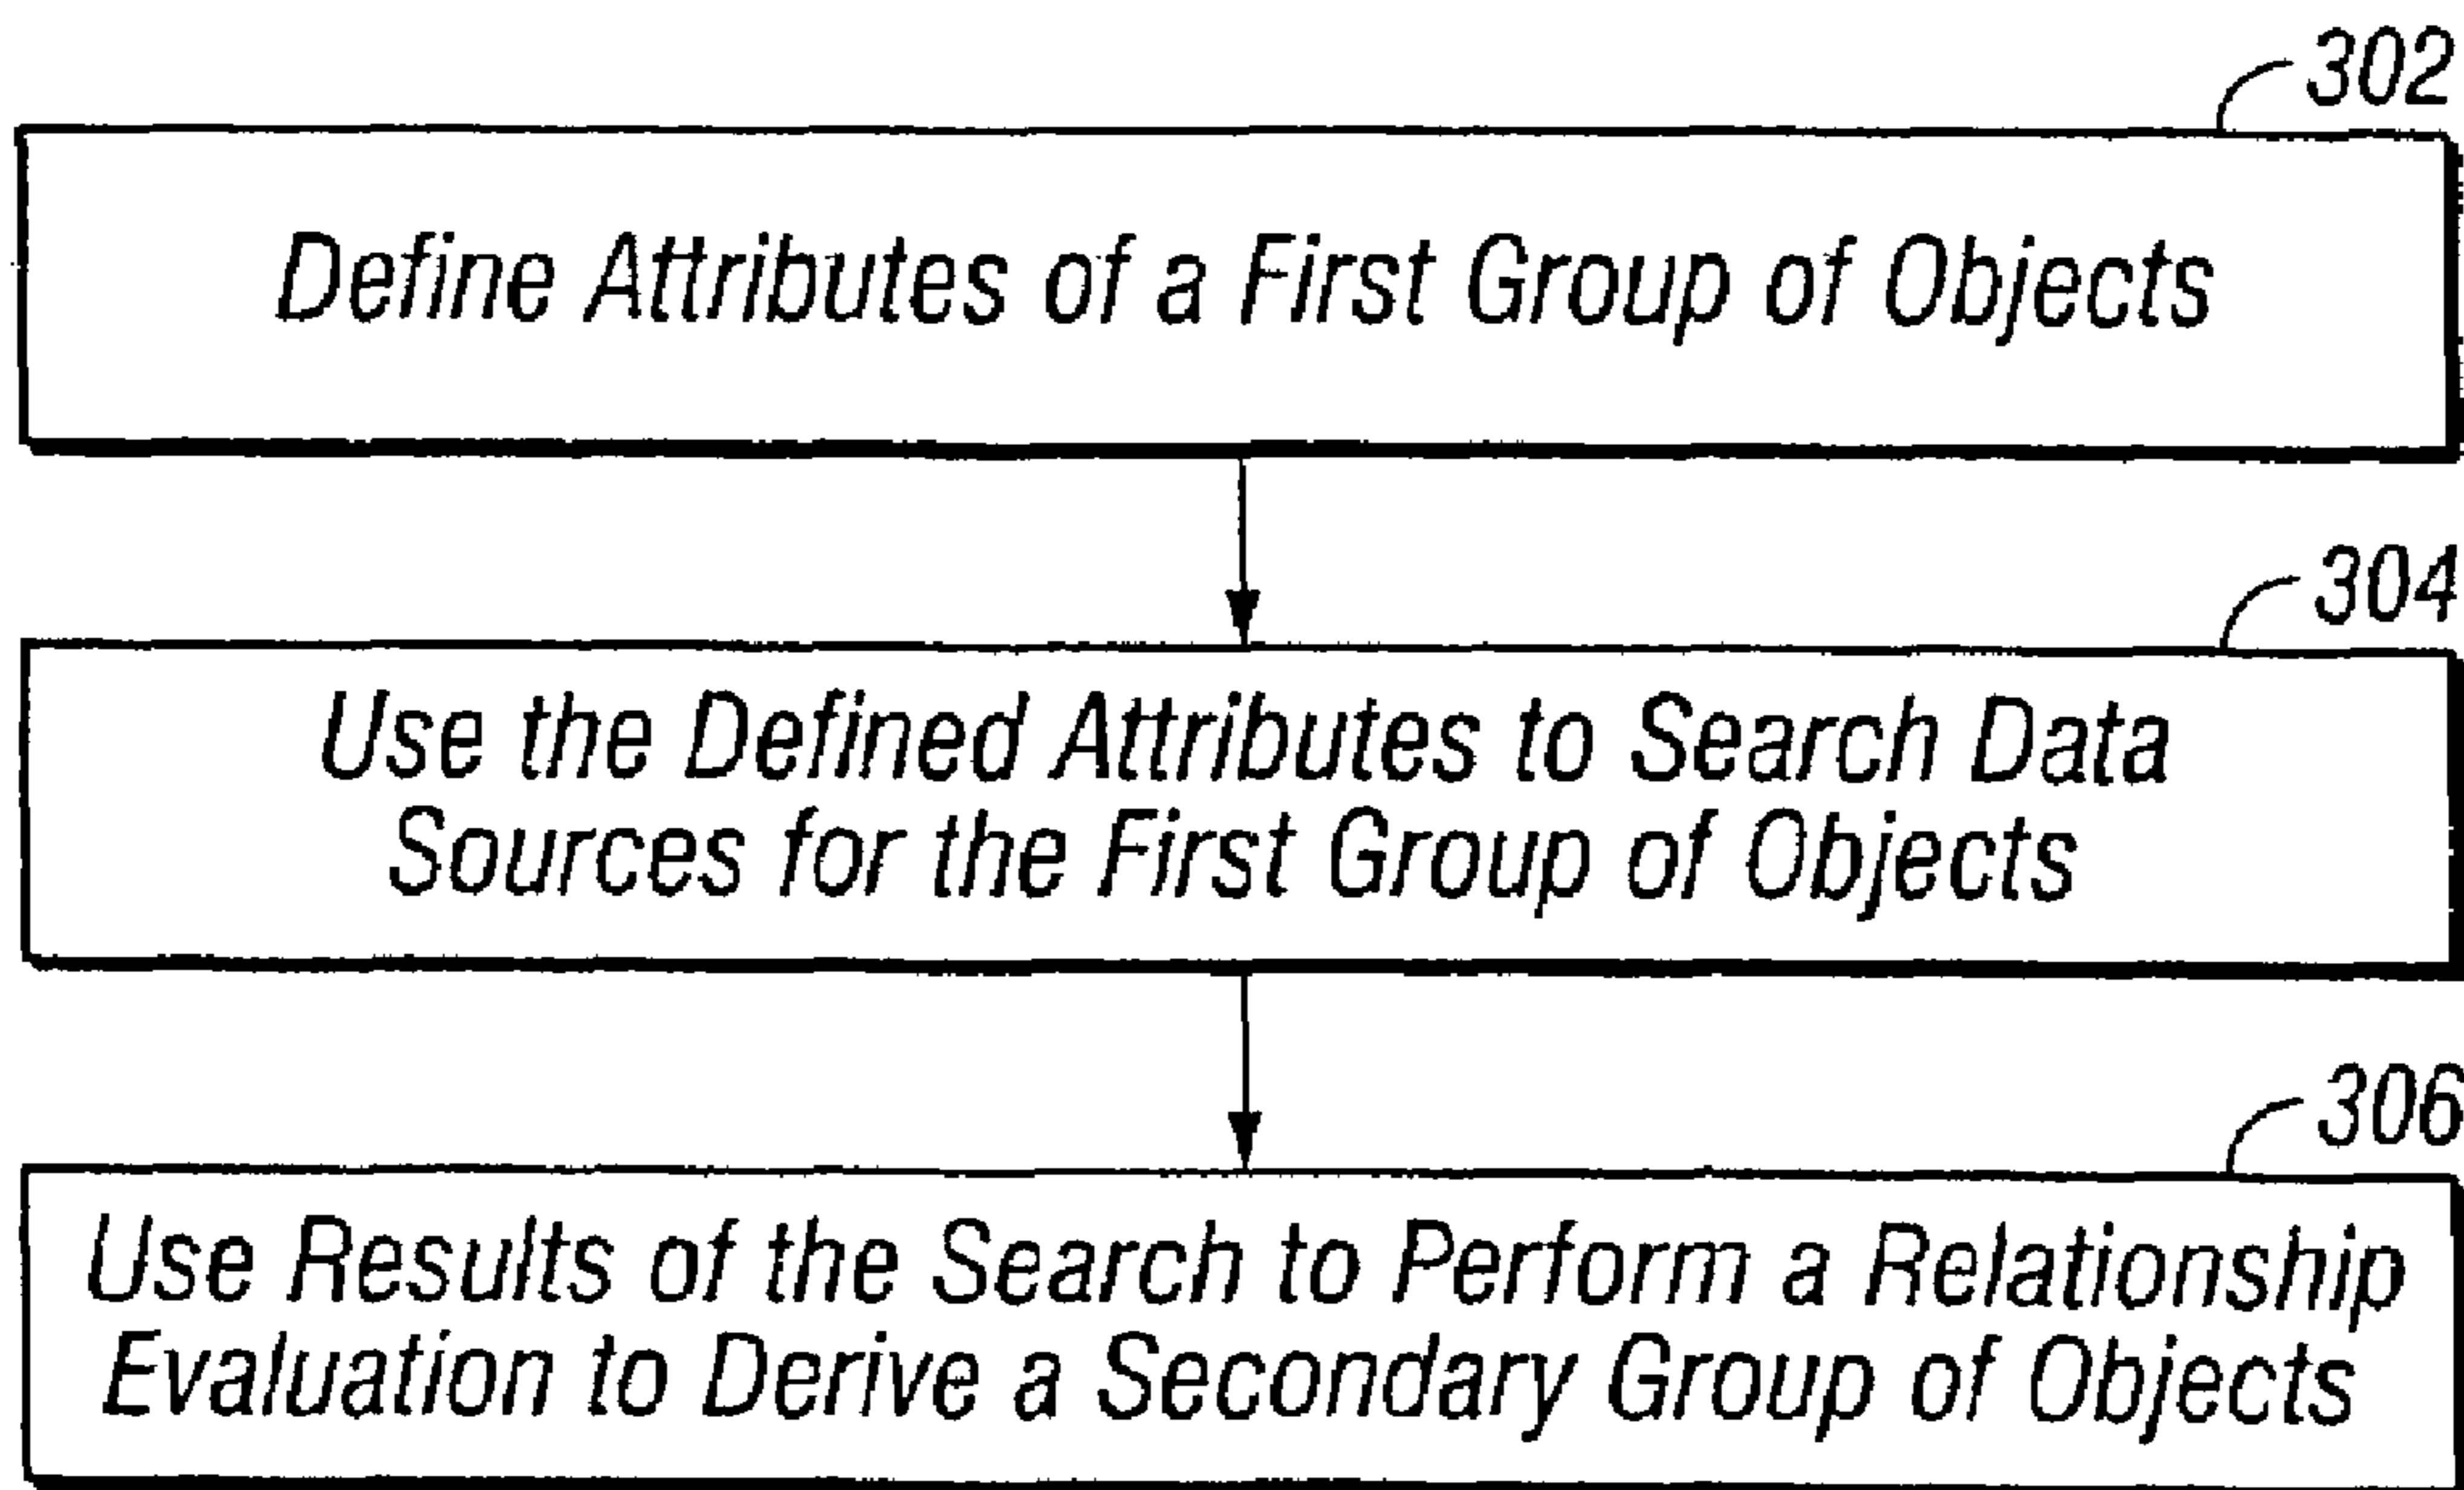 302
Define Attributes of a First Group of Objects
304
Use the Defined Attributes to Search Data
Sources for the First Group of Objects
306
Use Results of the Search to Perform a Relationship
Evaluation to Derive a Secondary Group of Objects